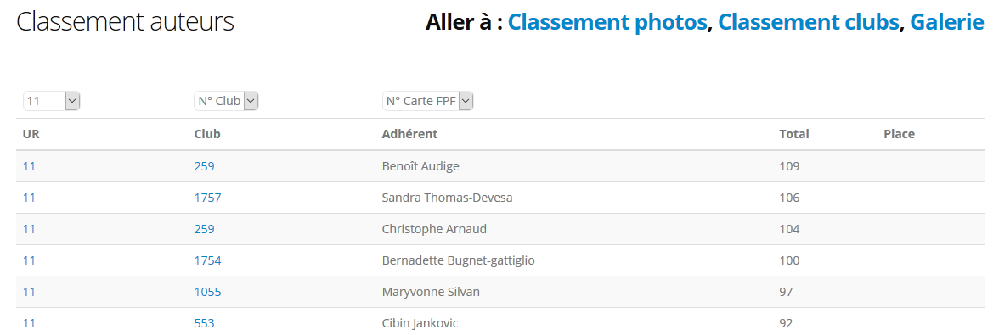 Classement auteurs
Aller à : Classement photos, Classement clubs, Galerie
11 N° Club N° Carte FPF
UR Club Adhérent Total Place
11 259 Benoît Audige 109
11 1757 Sandra Thomas-Devesa 106
11 259 Christophe Arnaud 104
11 1754 Bernadette Bugnet-gattiglio 100
11 1055 Maryvonne Silvan 97
11 553 Cibin Jankovic 92